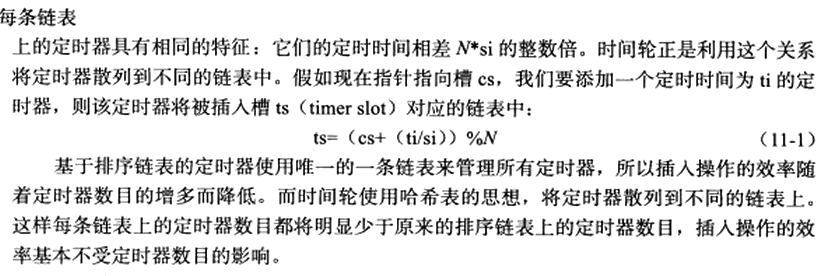 每条链表
上的定时器具有相同的特征：它们的定时时间相差 N*si 的整数倍。时间轮正是利用这个关系
将定时器散列到不同的链表中。假如现在指针指向槽 cs，我们要添加一个定时时间为 ti 的定
时器，则该定时器将被插入槽 ts（timer slot）对应的链表中：
ts=（cs+（ti/si））%N （11-1）
基于排序链表的定时器使用唯一的一条链表来管理所有定时器，所以插入操作的效率随
着定时器数目的增多而降低。而时间轮使用哈希表的思想，将定时器散列到不同的链表上。
这样每条链表上的定时器数目都将明显少于原来的排序链表上的定时器数目，插入操作的效
率基本不受定时器数目的影响。